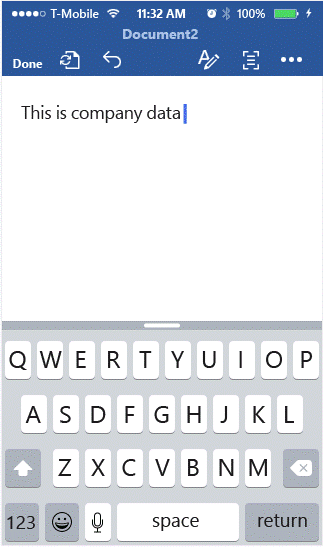 T-Mobile 11:32 AM 100%
Document2
Done
This is company data
Q W E R T Y U I O P
A S D F G H J K L
Z X C V B N M
123 space return